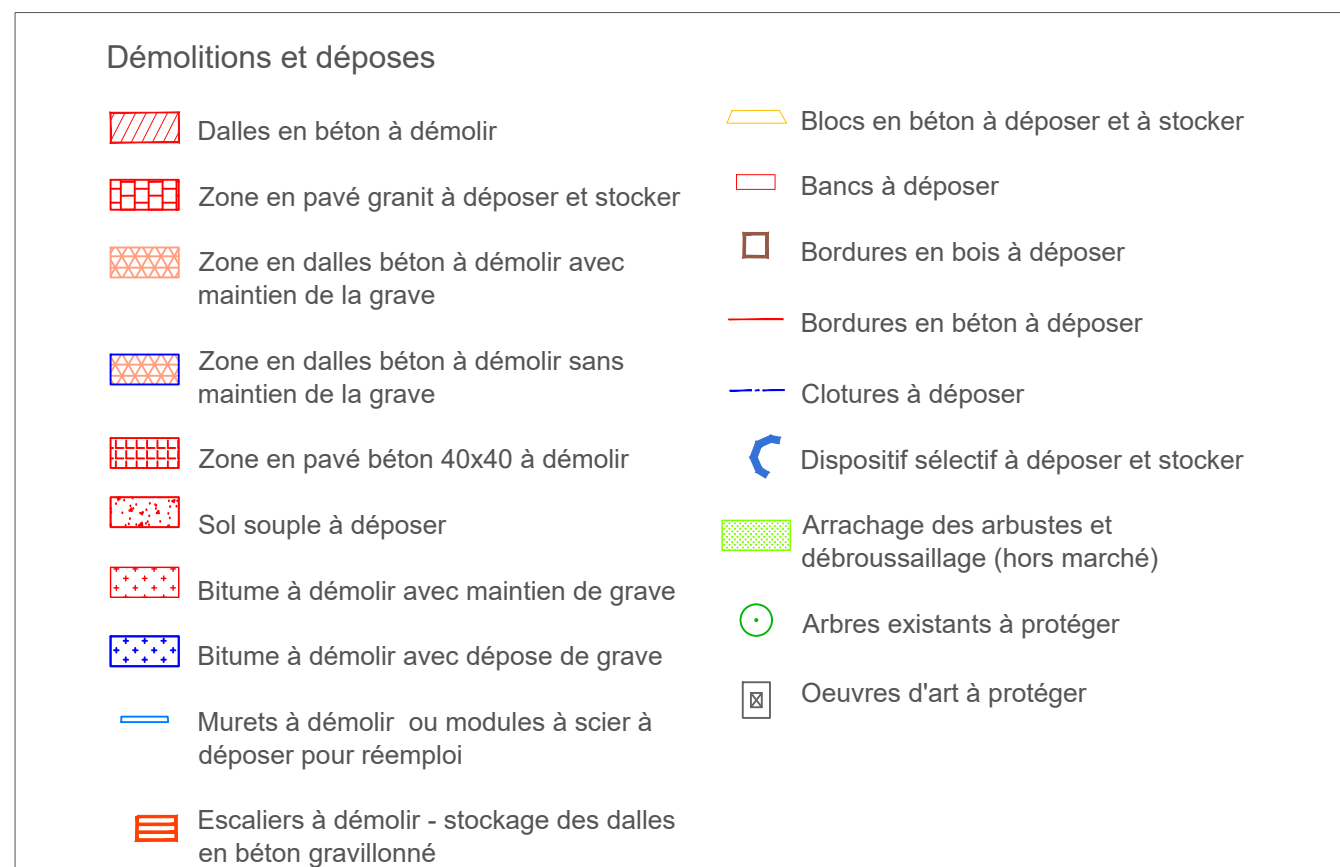 Démolitions et déposes
Dalles en béton à démolir
Zone en pavé granit à déposer et stocker
Zone en dalles béton à démolir avec
maintien de la grave
Zone en dalles béton à démolir sans
maintien de la grave
Zone en pavé béton 40x40 à démolir
Sol souple à déposer
Bitume à démolir avec maintien de grave
Bitume à démolir avec dépose de grave
Murets à démolir  ou modules à scier à
déposer pour réemploi
Escaliers à démolir - stockage des dalles
en béton gravillonné
Blocs en béton à déposer et à stocker
Bancs à déposer
Bordures en bois à déposer
Bordures en béton à déposer
Clotures à déposer
Dispositif sélectif à déposer et stocker
Arrachage des arbustes et
débroussaillage (hors marché)
Arbres existants à protéger
Oeuvres d'art à protéger